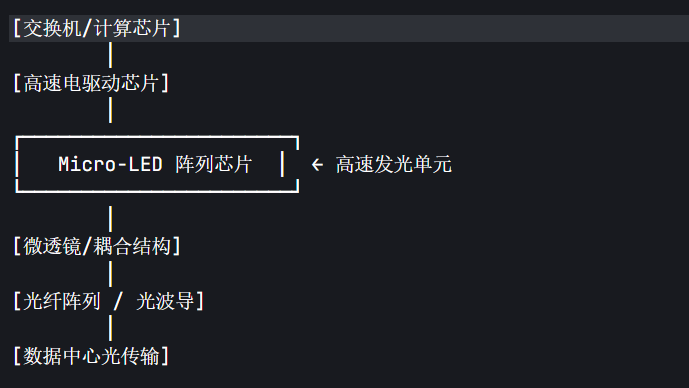 [交换机/计算芯片]
[高速电驱动芯片]
Micro-LED 阵列芯片 ← 高速发光单元
[微透镜/耦合结构]
[光纤阵列 / 光波导]
[数据中心光传输]